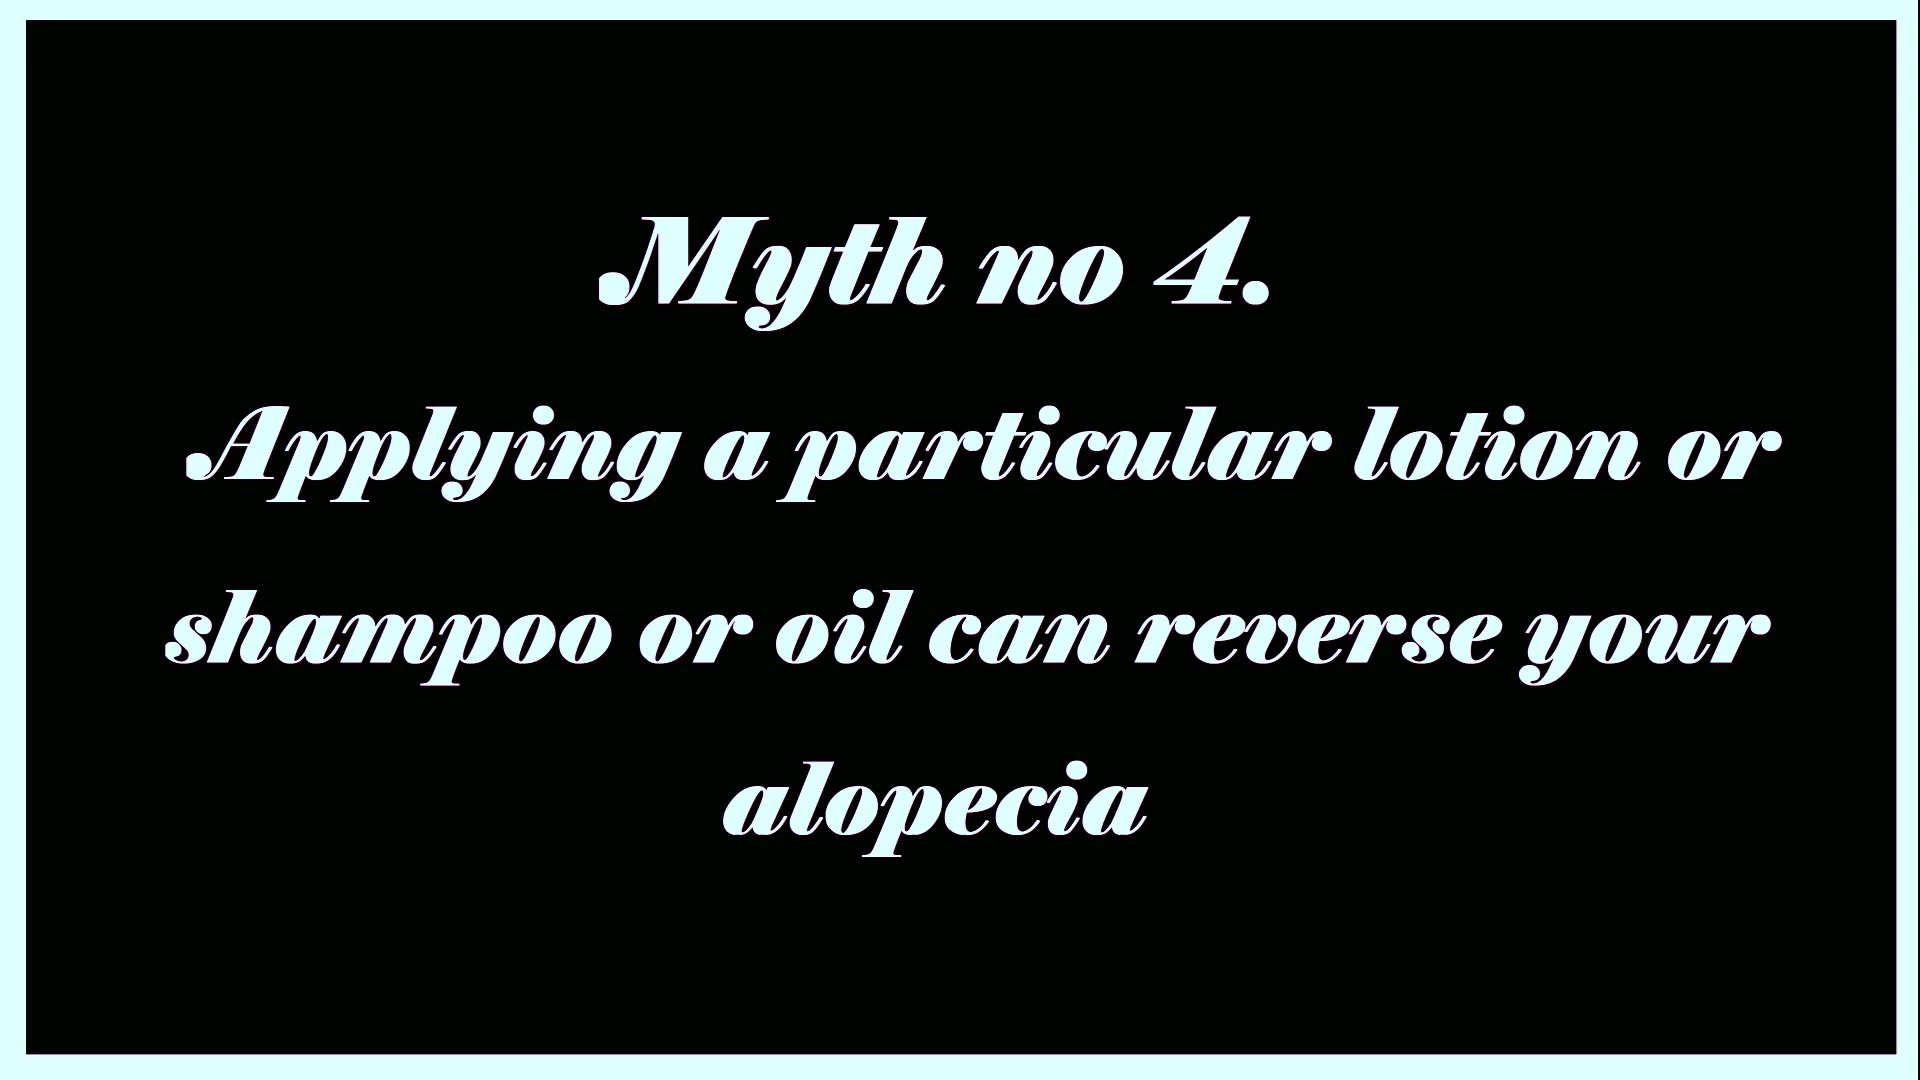 Myth no 4.
Applying a particular lotion or
shampoo or oil can reverse your
alopecia